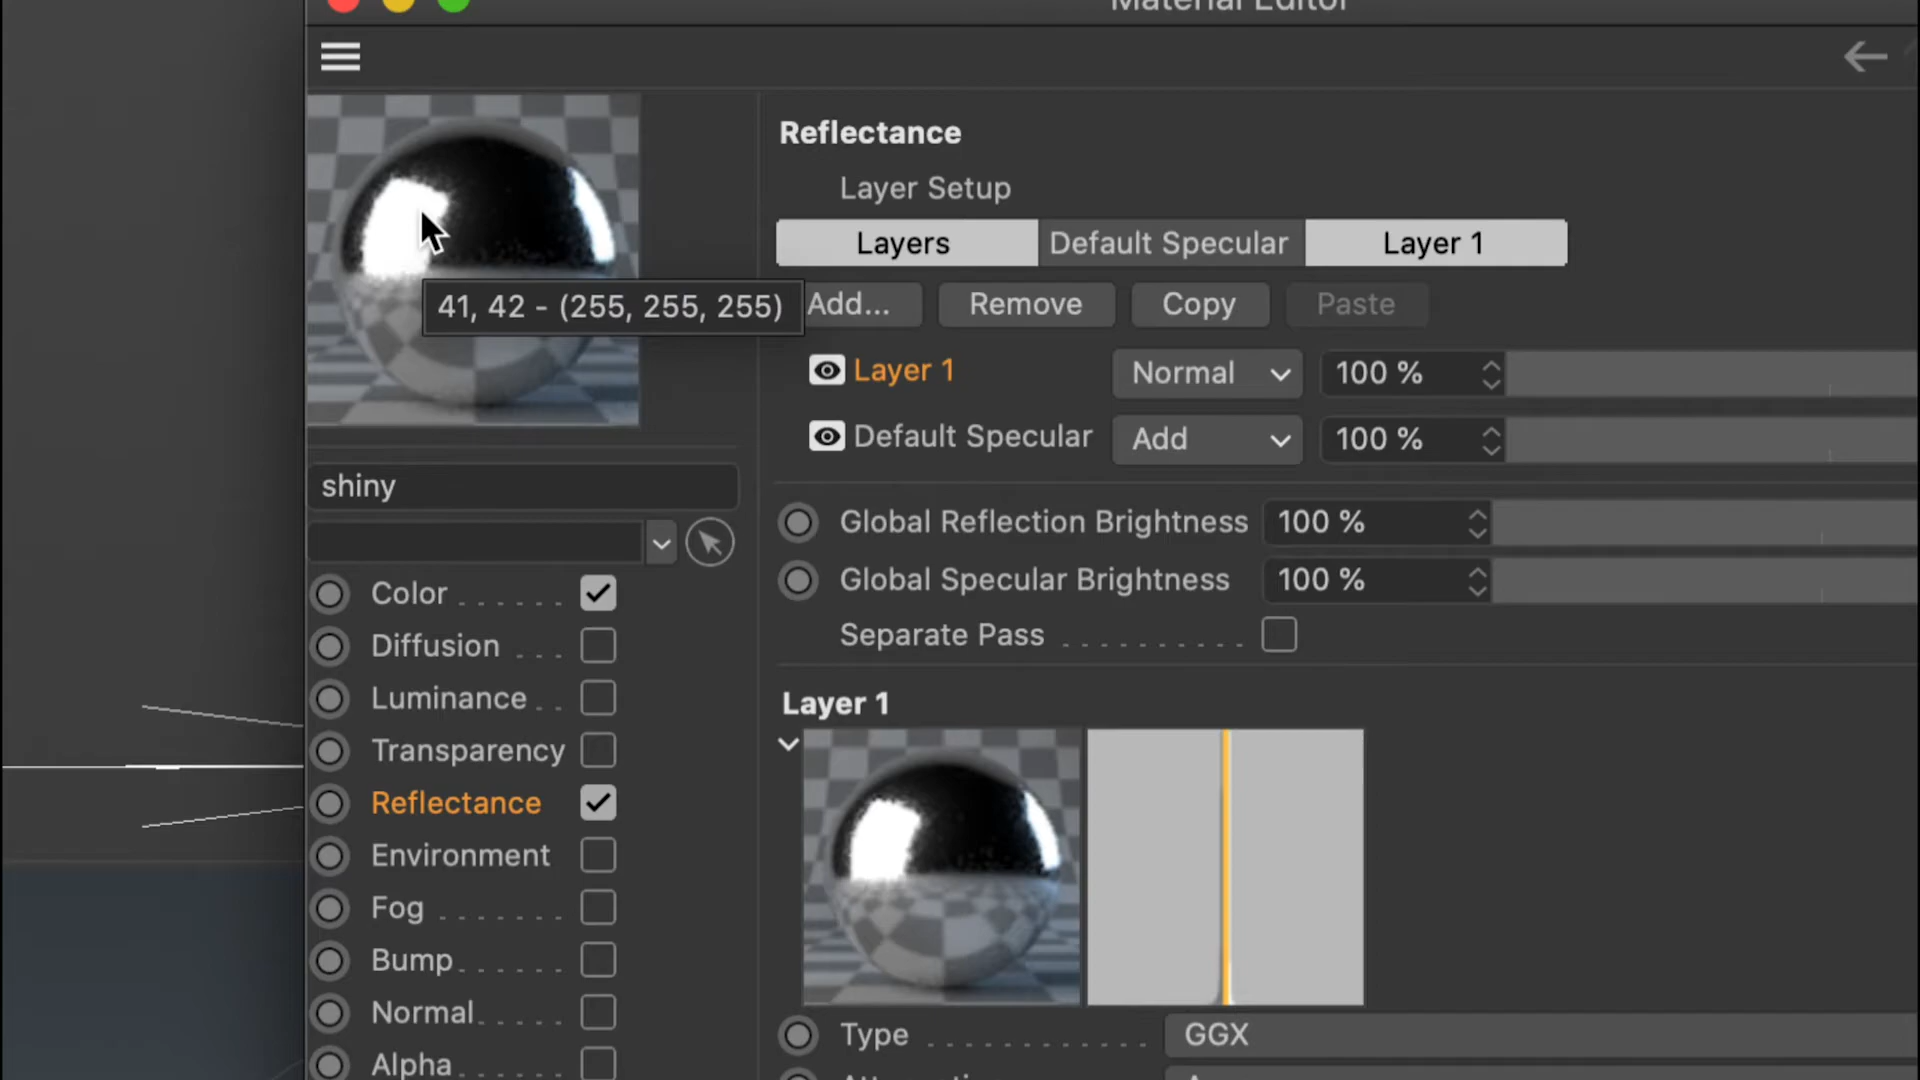 Material Editor
Reflectance
Layer Setup
Layers
Default Specular
Layer 1
41, 42 - (255, 255, 255)
Add...
Remove
Copy
Paste
Layer 1
Normal
100 %
Default Specular
Add
100 %
shiny
Global Reflection Brightness
100 %
Global Specular Brightness
100 %
Separate Pass
Color
Diffusion
Luminance
Transparency
Reflectance
Environment
Fog
Bump
Normal
Alpha
Layer 1
Type
GGX